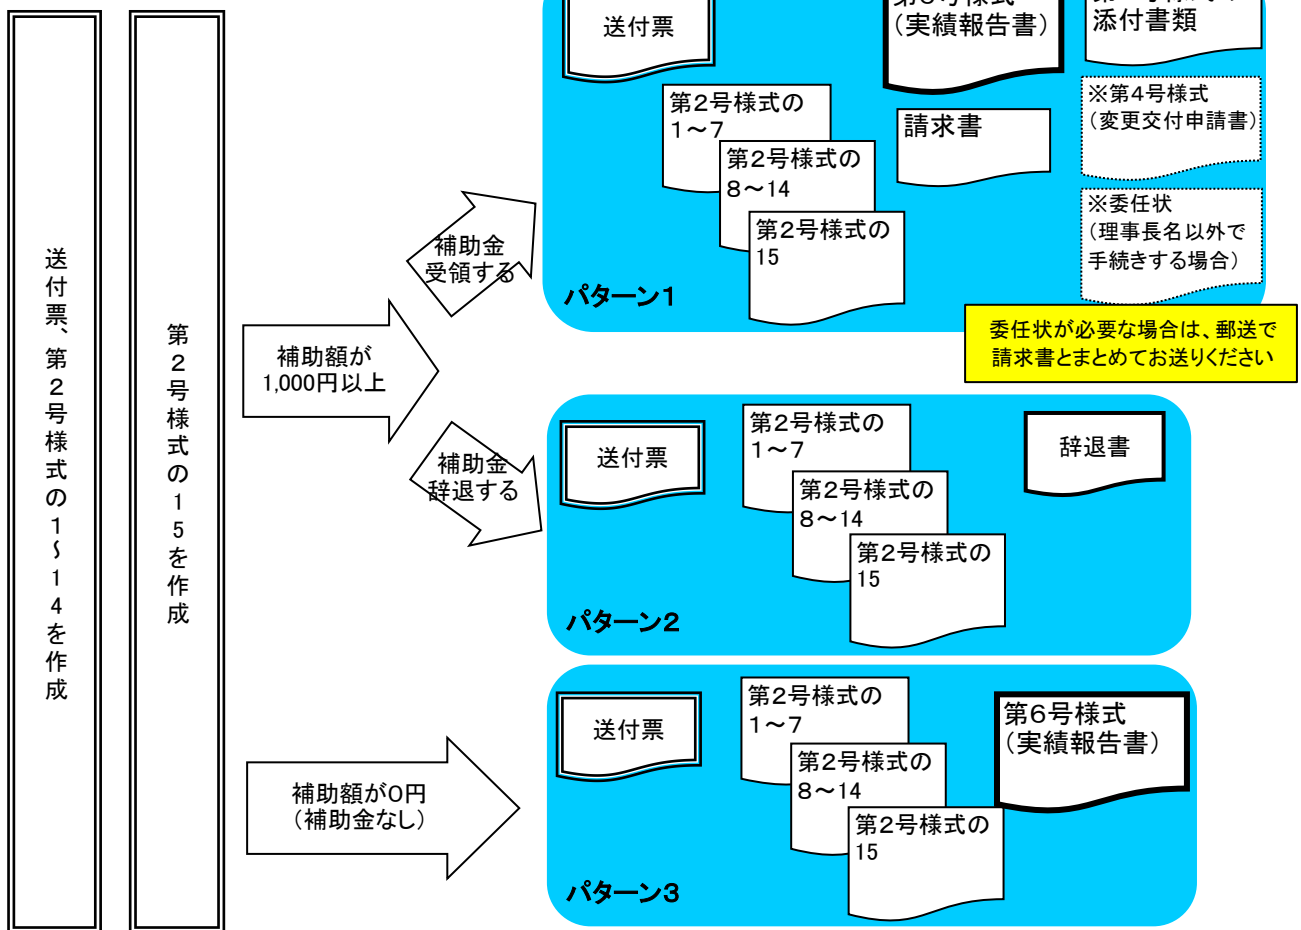 送付票、第２号様式の１～１４を作成
第２号様式の１５を作成
補助額が
1,000円以上
補助金
受領する
補助金
辞退する
補助額が０円
（補助金なし）
送付票
第２号様式の
１～７
第２号様式の
８～14
第２号様式の
15
（実績報告書）
請求書
添付書類
※第４号様式
（変更交付申請書）
※委任状
（理事長名以外で
手続きする場合）
パターン１
委任状が必要な場合は、郵送で
請求書とまとめてお送りください
送付票
第２号様式の
１～７
第２号様式の
８～14
第２号様式の
15
辞退書
パターン２
送付票
第２号様式の
１～７
第２号様式の
８～14
第２号様式の
15
第６号様式
（実績報告書）
パターン３